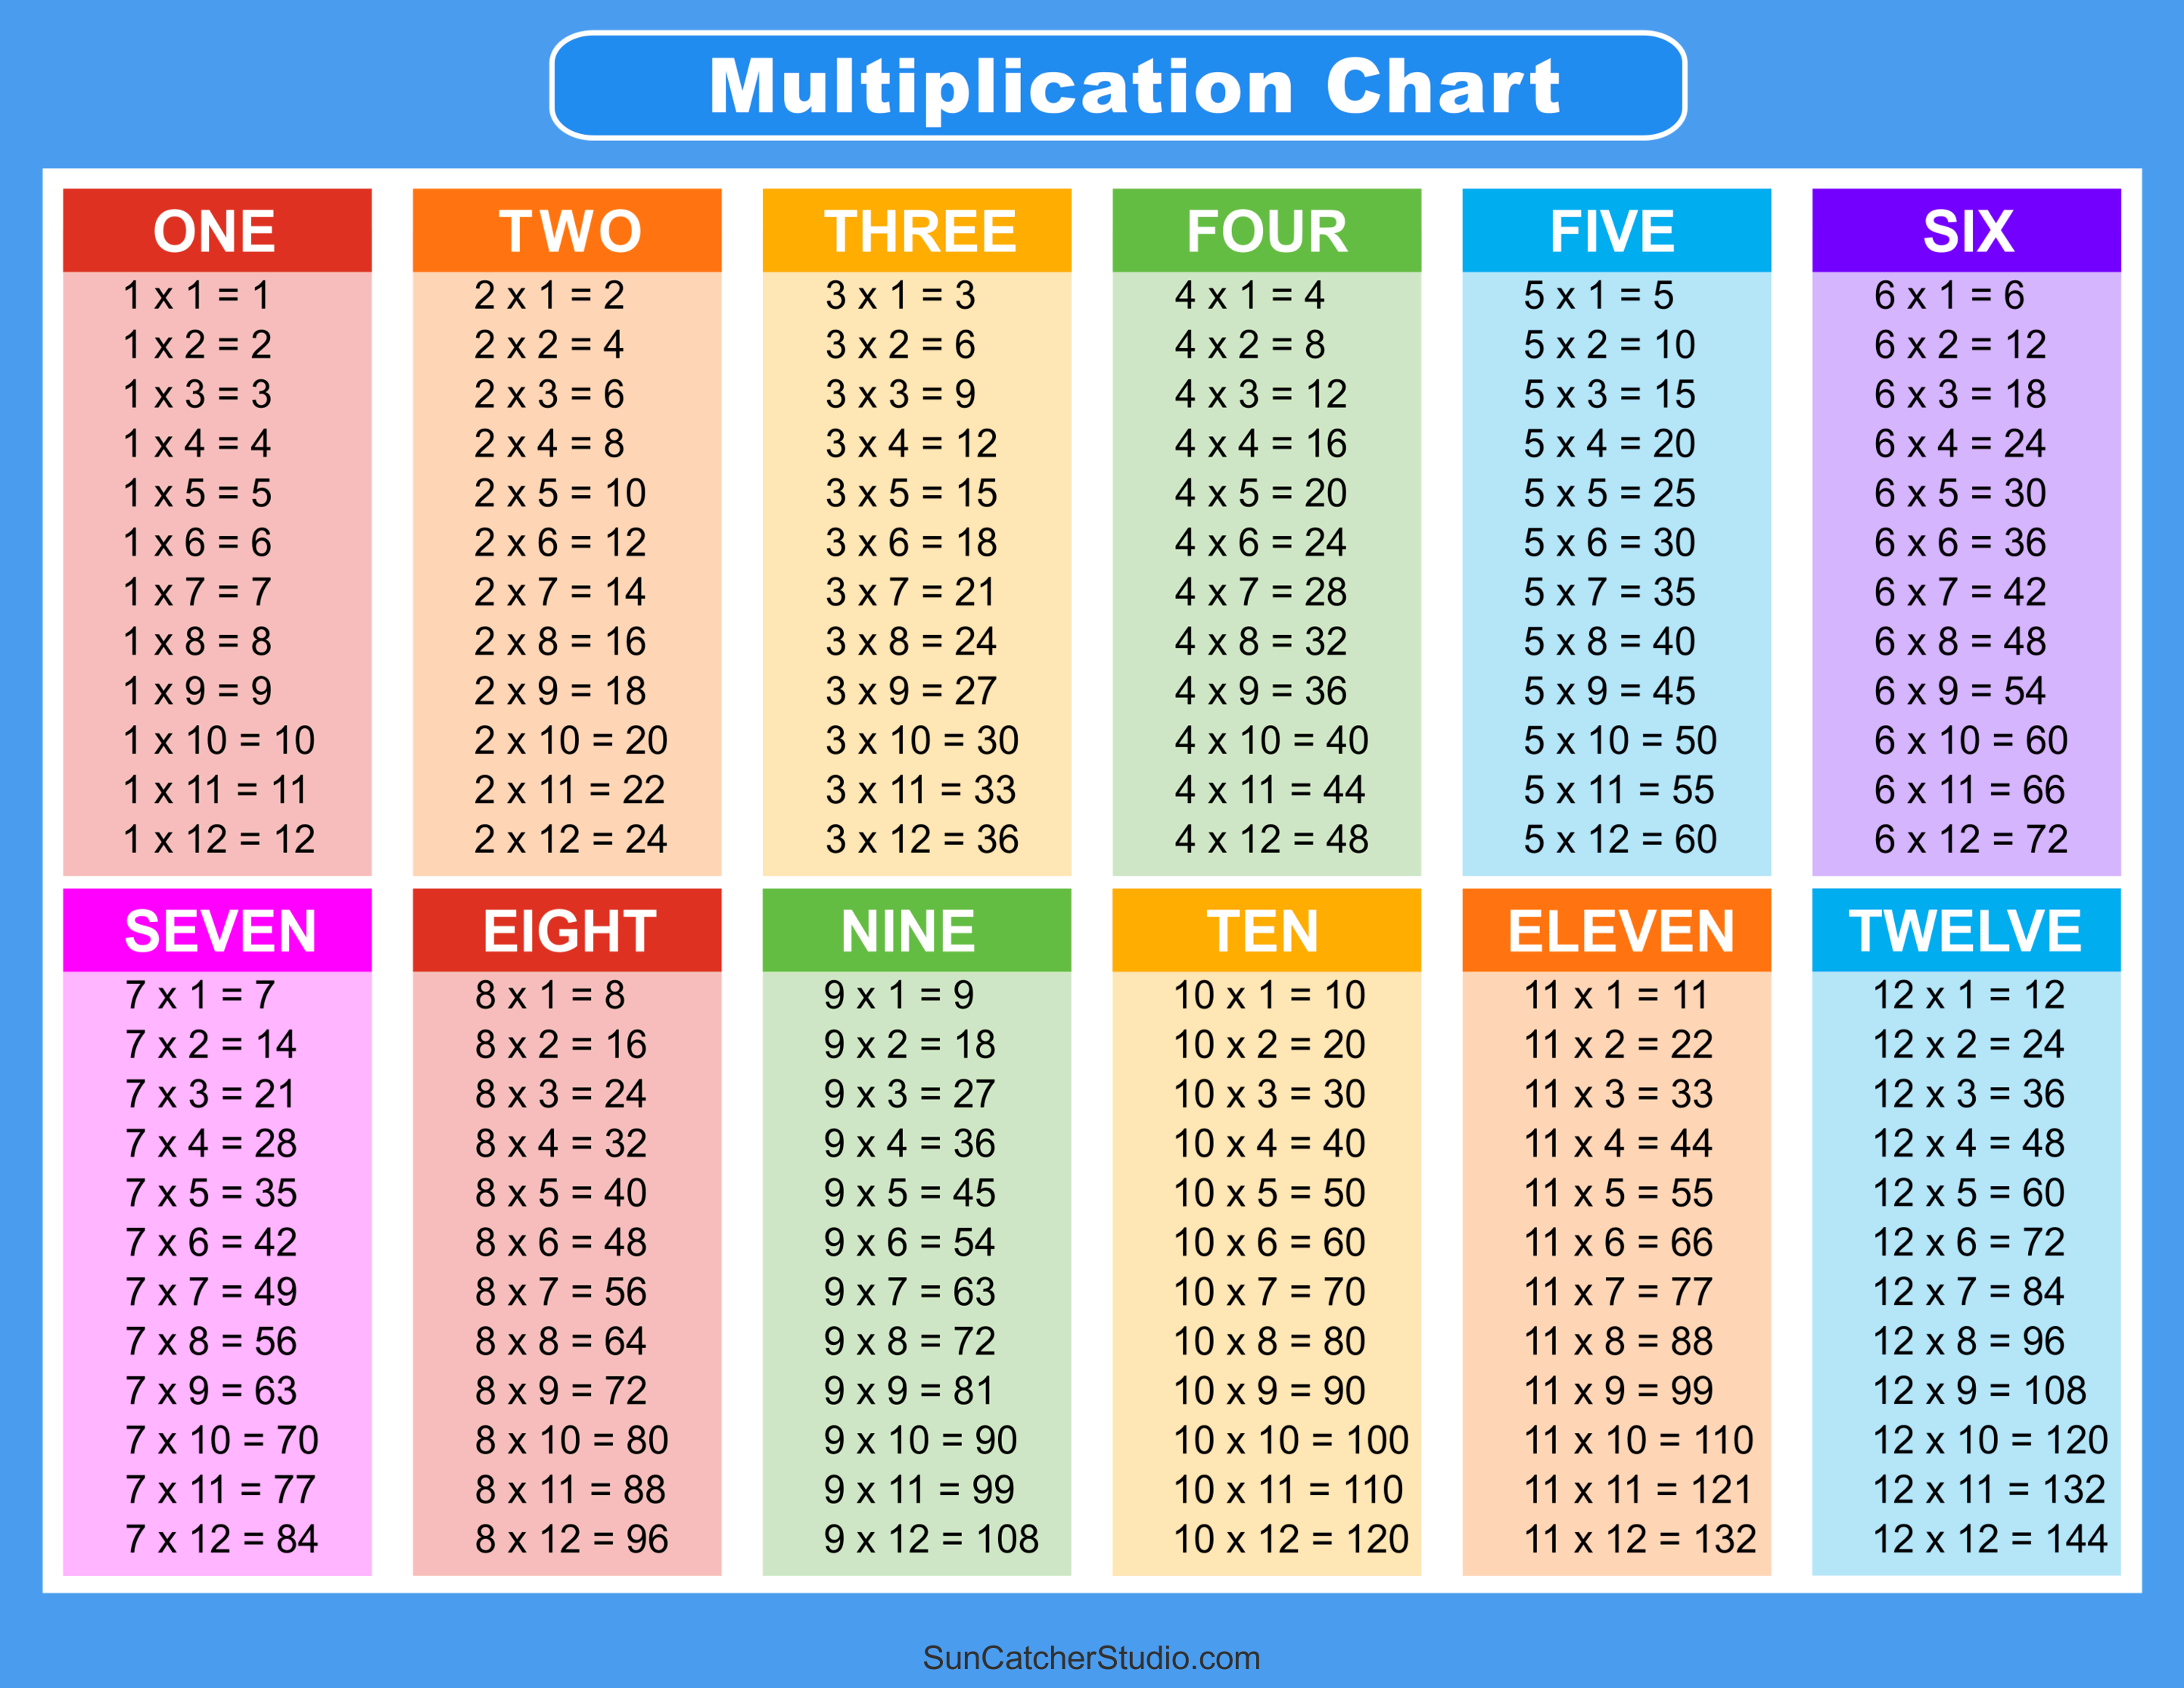 Multiplication Chart
ONE
1 x 1 = 1
1 x 2 = 2
1 x 3 = 3
1 x 4 = 4
1 x 5 = 5
1 x 6 = 6
1 x 7 = 7
1 x 8 = 8
1 x 9 = 9
1 x 10 = 10
1 x 11 = 11
1 x 12 = 12
TWO
2 x 1 = 2
2 x 2 = 4
2 x 3 = 6
2 x 4 = 8
2 x 5 = 10
2 x 6 = 12
2 x 7 = 14
2 x 8 = 16
2 x 9 = 18
2 x 10 = 20
2 x 11 = 22
2 x 12 = 24
THREE
3 x 1 = 3
3 x 2 = 6
3 x 3 = 9
3 x 4 = 12
3 x 5 = 15
3 x 6 = 18
3 x 7 = 21
3 x 8 = 24
3 x 9 = 27
3 x 10 = 30
3 x 11 = 33
3 x 12 = 36
FOUR
4 x 1 = 4
4 x 2 = 8
4 x 3 = 12
4 x 4 = 16
4 x 5 = 20
4 x 6 = 24
4 x 7 = 28
4 x 8 = 32
4 x 9 = 36
4 x 10 = 40
4 x 11 = 44
4 x 12 = 48
FIVE
5 x 1 = 5
5 x 2 = 10
5 x 3 = 15
5 x 4 = 20
5 x 5 = 25
5 x 6 = 30
5 x 7 = 35
5 x 8 = 40
5 x 9 = 45
5 x 10 = 50
5 x 11 = 55
5 x 12 = 60
SIX
6 x 1 = 6
6 x 2 = 12
6 x 3 = 18
6 x 4 = 24
6 x 5 = 30
6 x 6 = 36
6 x 7 = 42
6 x 8 = 48
6 x 9 = 54
6 x 10 = 60
6 x 11 = 66
6 x 12 = 72
SEVEN
7 x 1 = 7
7 x 2 = 14
7 x 3 = 21
7 x 4 = 28
7 x 5 = 35
7 x 6 = 42
7 x 7 = 49
7 x 8 = 56
7 x 9 = 63
7 x 10 = 70
7 x 11 = 77
7 x 12 = 84
EIGHT
8 x 1 = 8
8 x 2 = 16
8 x 3 = 24
8 x 4 = 32
8 x 5 = 40
8 x 6 = 48
8 x 7 = 56
8 x 8 = 64
8 x 9 = 72
8 x 10 = 80
8 x 11 = 88
8 x 12 = 96
NINE
9 x 1 = 9
9 x 2 = 18
9 x 3 = 27
9 x 4 = 36
9 x 5 = 45
9 x 6 = 54
9 x 7 = 63
9 x 8 = 72
9 x 9 = 81
9 x 10 = 90
9 x 11 = 99
9 x 12 = 108
TEN
10 x 1 = 10
10 x 2 = 20
10 x 3 = 30
10 x 4 = 40
10 x 5 = 50
10 x 6 = 60
10 x 7 = 70
10 x 8 = 80
10 x 9 = 90
10 x 10 = 100
10 x 11 = 110
10 x 12 = 120
ELEVEN
11 x 1 = 11
11 x 2 = 22
11 x 3 = 33
11 x 4 = 44
11 x 5 = 55
11 x 6 = 66
11 x 7 = 77
11 x 8 = 88
11 x 9 = 99
11 x 10 = 110
11 x 11 = 121
11 x 12 = 132
TWELVE
12 x 1 = 12
12 x 2 = 24
12 x 3 = 36
12 x 4 = 48
12 x 5 = 60
12 x 6 = 72
12 x 7 = 84
12 x 8 = 96
12 x 9 = 108
12 x 10 = 120
12 x 11 = 132
12 x 12 = 144
SunCatcherStudio.com